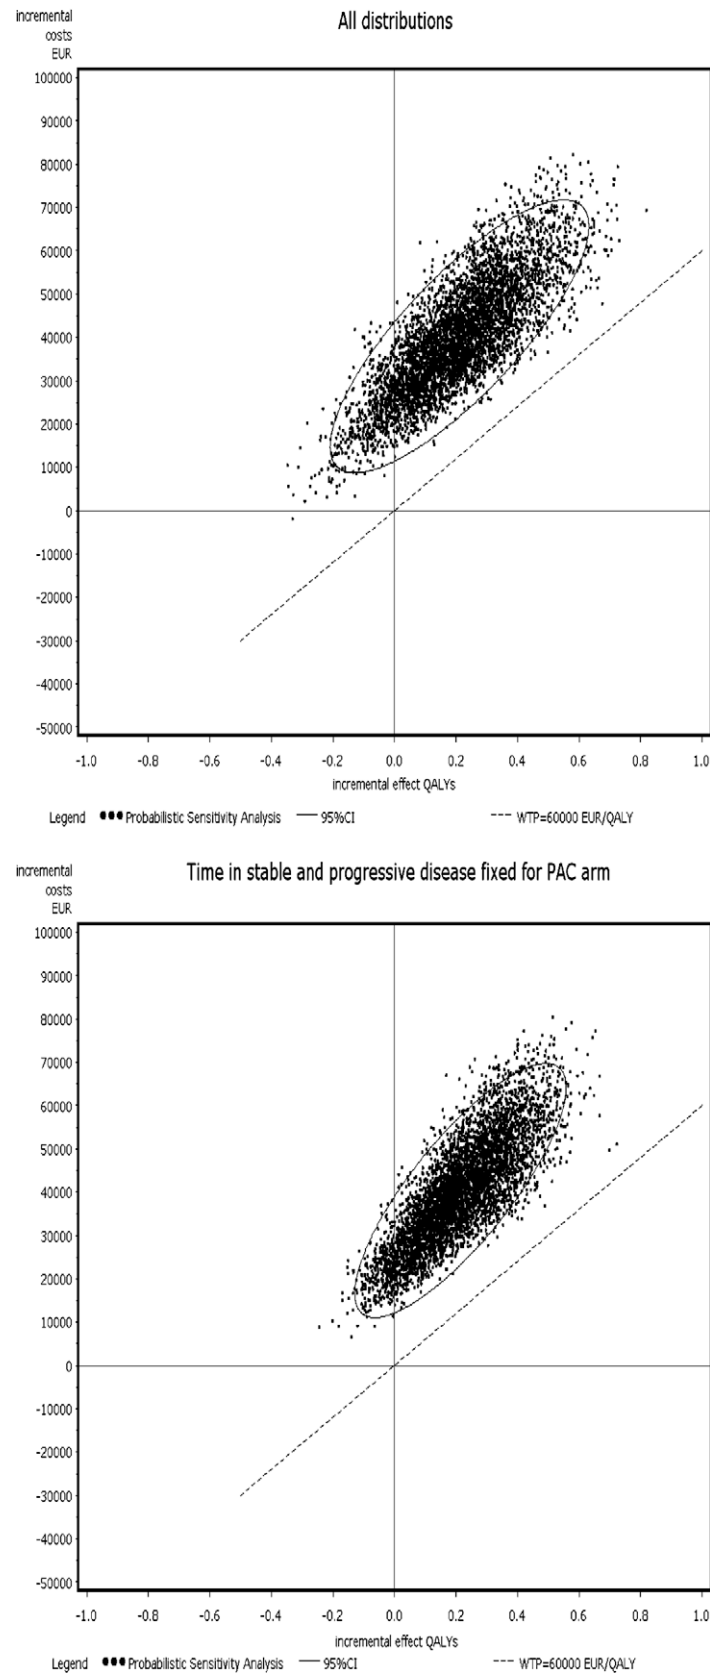 incremental
costs
EUR
All distributions
100000
90000
80000
70000
60000
50000
40000
30000
20000
10000
0
-10000
-20000
-30000
-40000
-50000
-1.0 -0.8 -0.6 -0.4 -0.2 0.0 0.2 0.4 0.6 0.8 1.0
incremental effect QALYs
Legend Probabilistic Sensitivity Analysis 95%CI WTP=60000 EUR/QALY
incremental
costs
EUR
Time in stable and progressive disease fixed for PAC arm
100000
90000
80000
70000
60000
50000
40000
30000
20000
10000
0
-10000
-20000
-30000
-40000
-50000
-1.0 -0.8 -0.6 -0.4 -0.2 0.0 0.2 0.4 0.6 0.8 1.0
incremental effect QALYs
Legend Probabilistic Sensitivity Analysis 95%CI WTP=60000 EUR/QALY